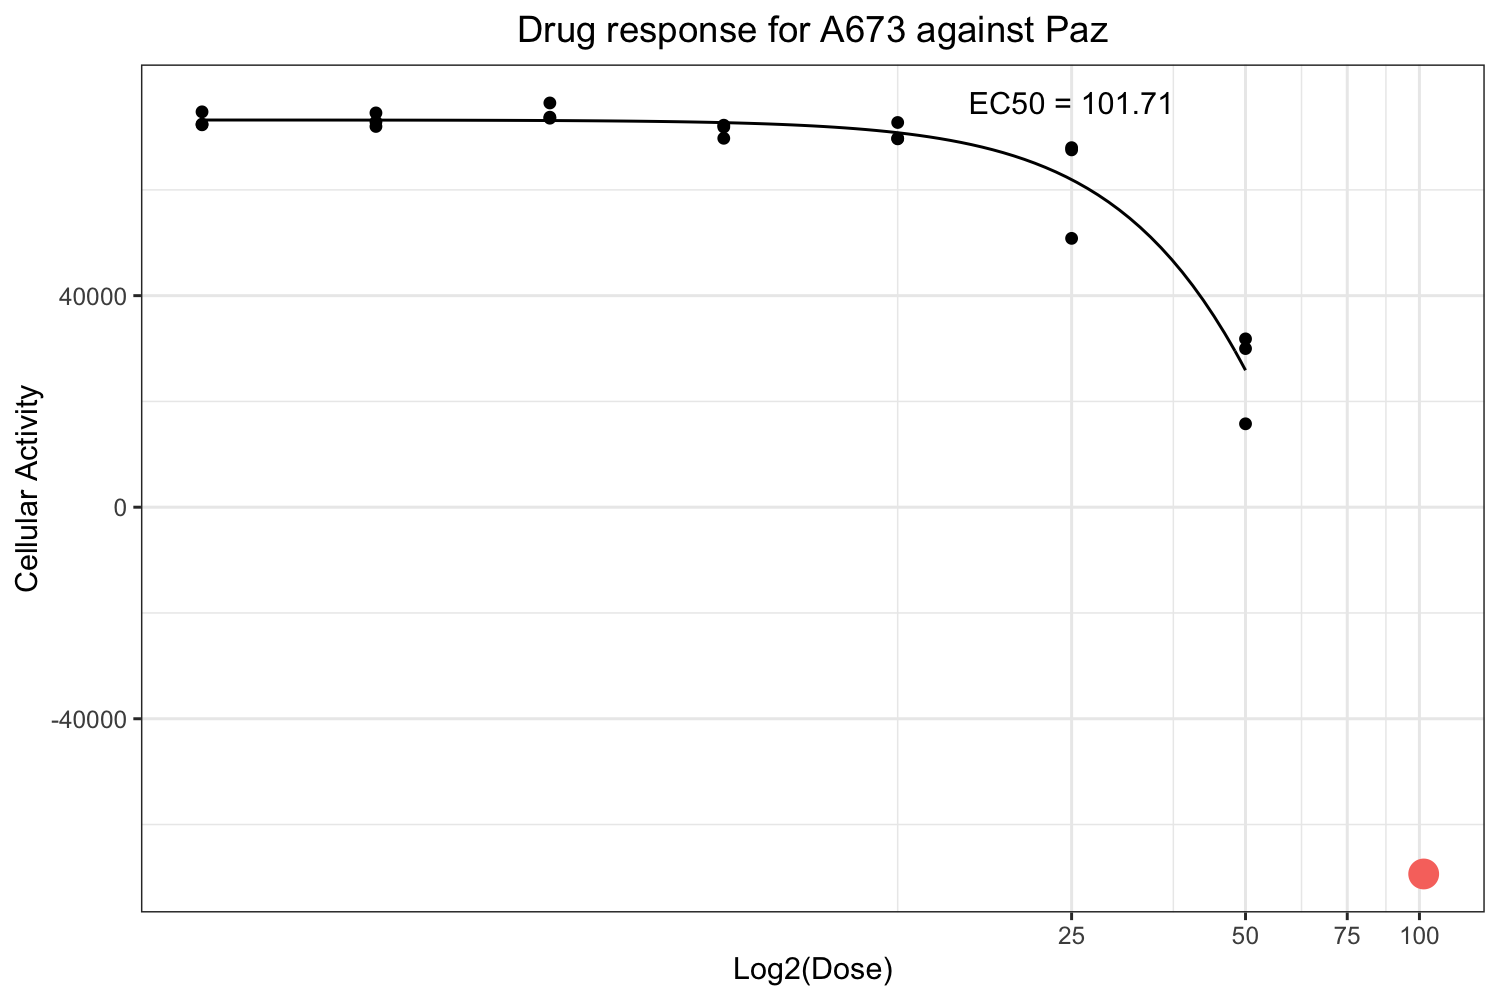 Drug response for A673 against Paz
EC50 = 101.71
40000
0
-40000
Cellular Activity
25 50 75 100
Log2(Dose)